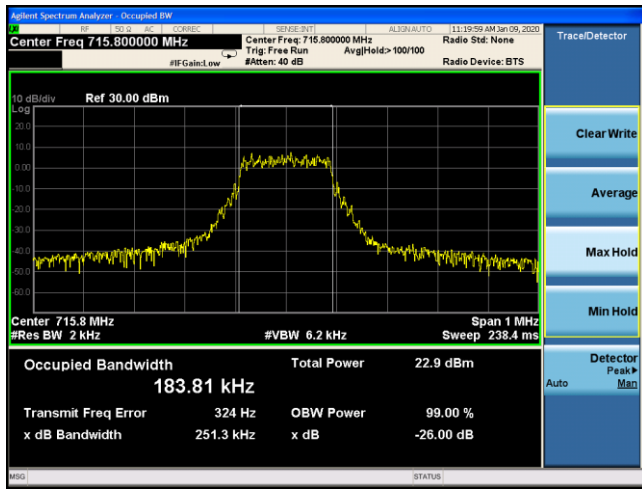 Agilent Spectrum Analyzer - Occupied BW
RF 50 Ω AC CORREC SENSE:INT ALIGN AUTO 11:19:59 AM Jan 09, 2020
Center Freq 715.800000 MHz
Center Freq: 715.800000 MHz
Radio Std: None
Trig: Free Run Avg|Hold:> 100/100
#IFGain:Low #Atten: 40 dB Radio Device: BTS
10 dB/div Ref 30.00 dBm
Log
20.0
10.0
0.00
-10.0
-20.0
-30.0
-40.0
-50.0
-60.0
Center 715.8 MHz Span 1 MHz
#Res BW 2 kHz #VBW 6.2 kHz Sweep 238.4 ms
Occupied Bandwidth Total Power 22.9 dBm
183.81 kHz
Transmit Freq Error 324 Hz OBW Power 99.00 %
x dB Bandwidth 251.3 kHz x dB -26.00 dB
MSG STATUS
Trace/Detector
Clear Write
Average
Max Hold
Min Hold
Detector
Peak▶
Auto Man